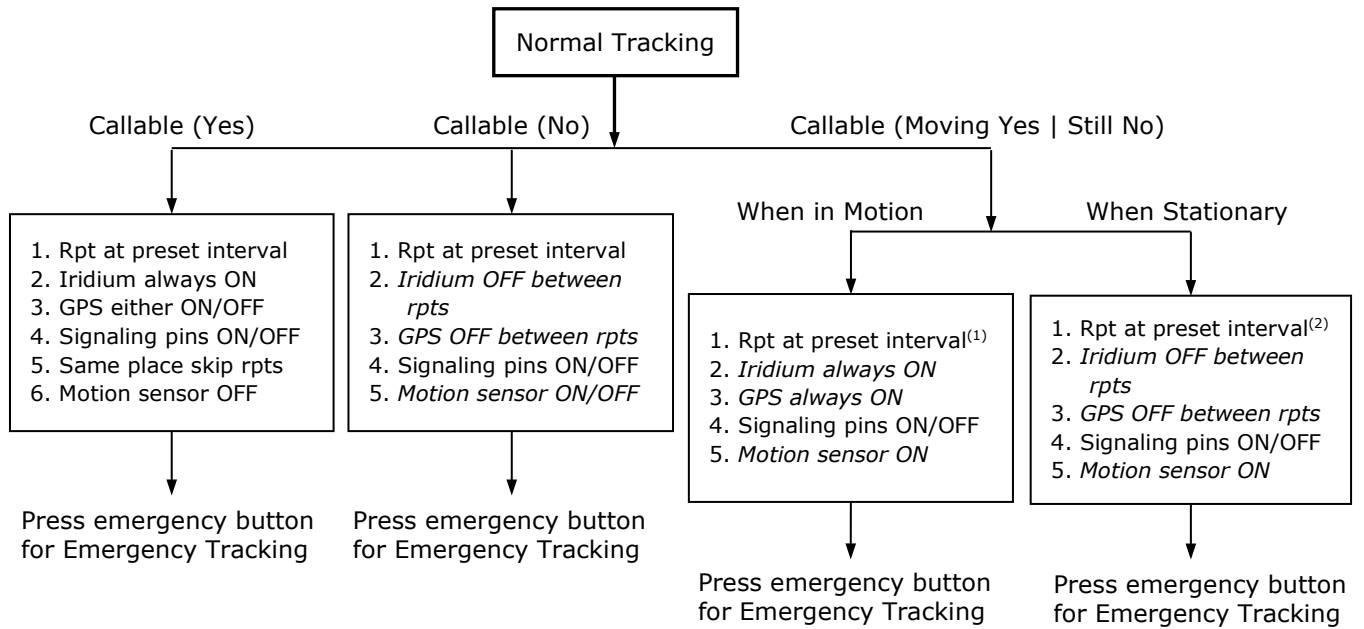 Normal Tracking
Callable (Yes)
Callable (No)
Callable (Moving Yes | Still No)
When in Motion
When Stationary
1. Rpt at preset interval
2. Iridium always ON
3. GPS either ON/OFF
4. Signaling pins ON/OFF
5. Same place skip rpts
6. Motion sensor OFF
1. Rpt at preset interval
2. Iridium OFF between
rpts
3. GPS OFF between rpts
4. Signaling pins ON/OFF
5. Motion sensor ON/OFF
1. Rpt at preset interval(1)
2. Iridium always ON
3. GPS always ON
4. Signaling pins ON/OFF
5. Motion sensor ON
1. Rpt at preset interval(2)
2. Iridium OFF between
rpts
3. GPS OFF between rpts
4. Signaling pins ON/OFF
5. Motion sensor ON
Press emergency button
for Emergency Tracking
Press emergency button
for Emergency Tracking
Press emergency button
for Emergency Tracking
Press emergency button
for Emergency Tracking